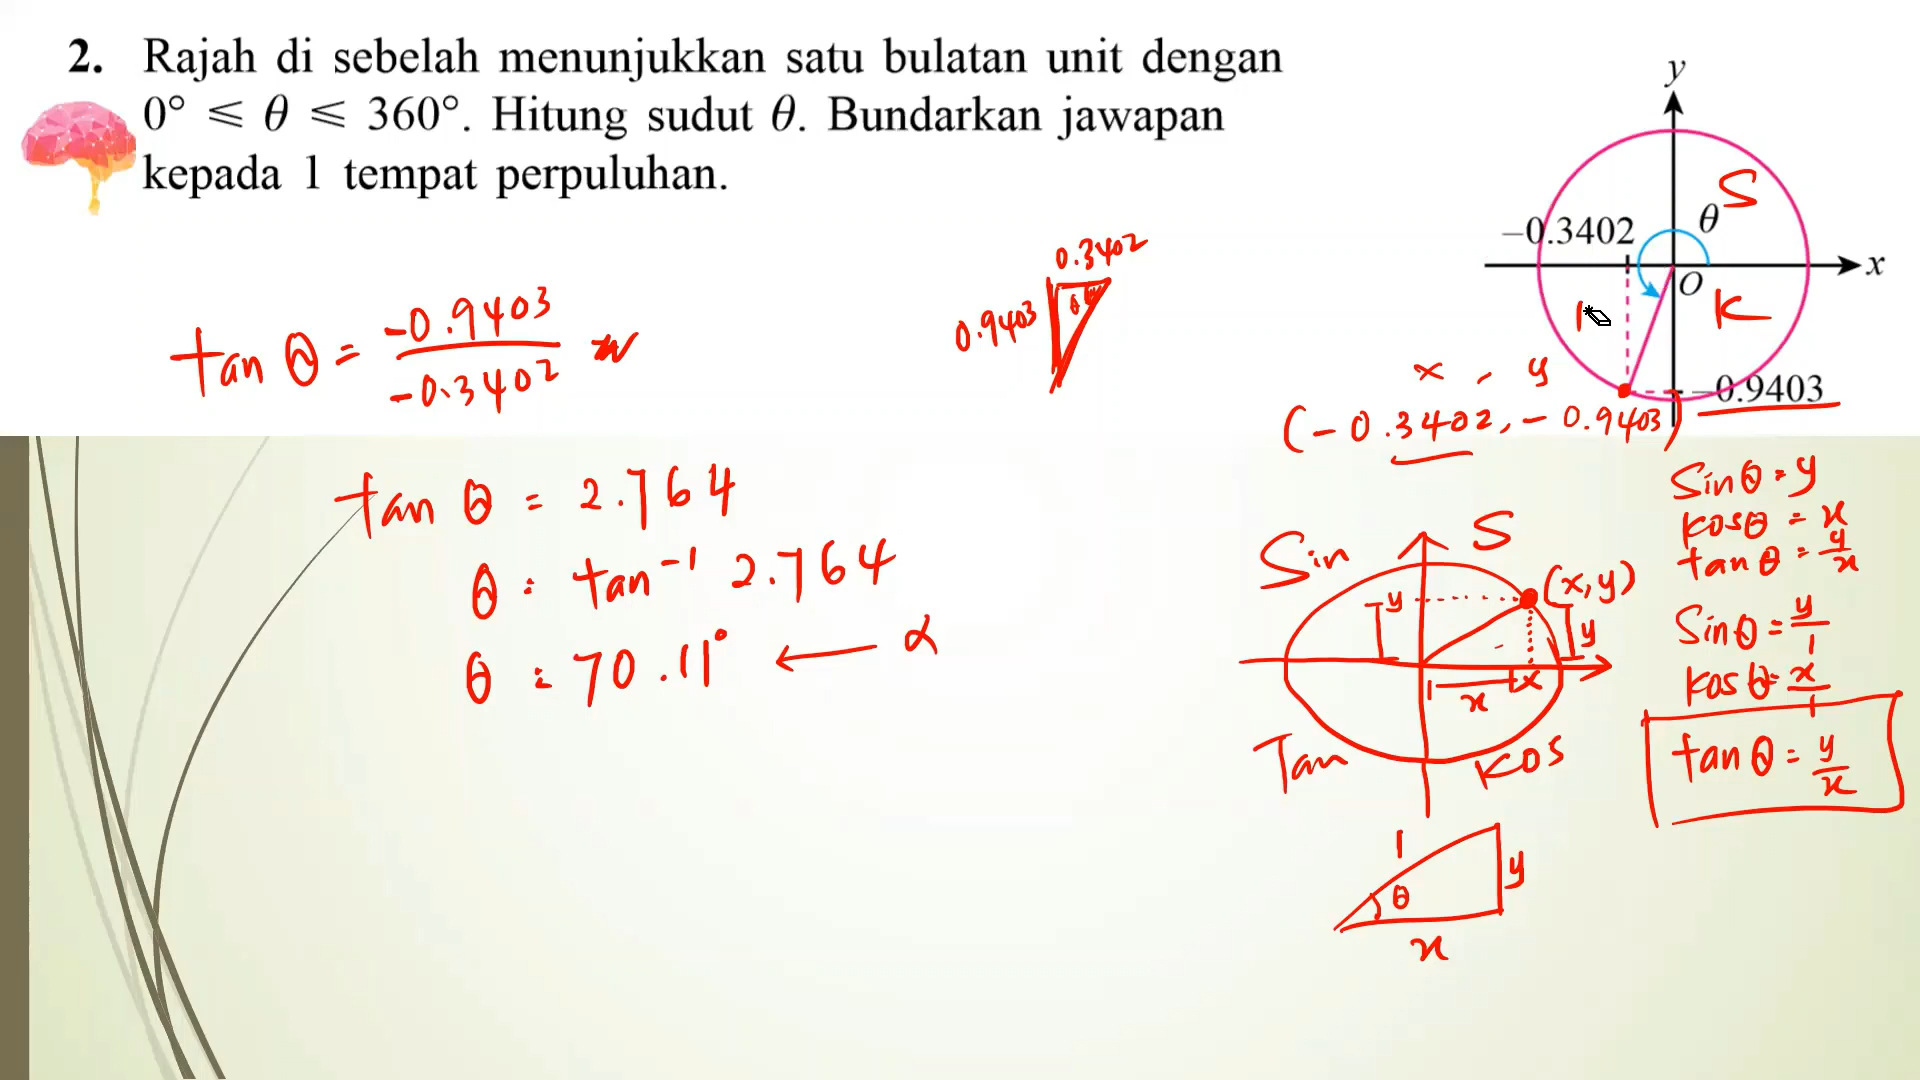 2. Rajah di sebelah menunjukkan satu bulatan unit dengan
0° ⩽ θ ⩽ 360°. Hitung sudut θ. Bundarkan jawapan
kepada 1 tempat perpuluhan.
y
S
θ
−0.3402
x
O
K
−0.9403
x , y
(-0.3402, -0.9403)
0.3402
0.9403
θ
tan θ = -0.9403 / -0.3402
tan θ = 2.764
θ = tan⁻¹ 2.764
θ = 70.11° ← α
Sin
S
(x,y)
y
y
x
x
Tan
Kos
1
y
θ
x
Sin θ = y
kos θ = x
tan θ = y/x
Sin θ = y/1
kos θ = x/1
tan θ = y/x